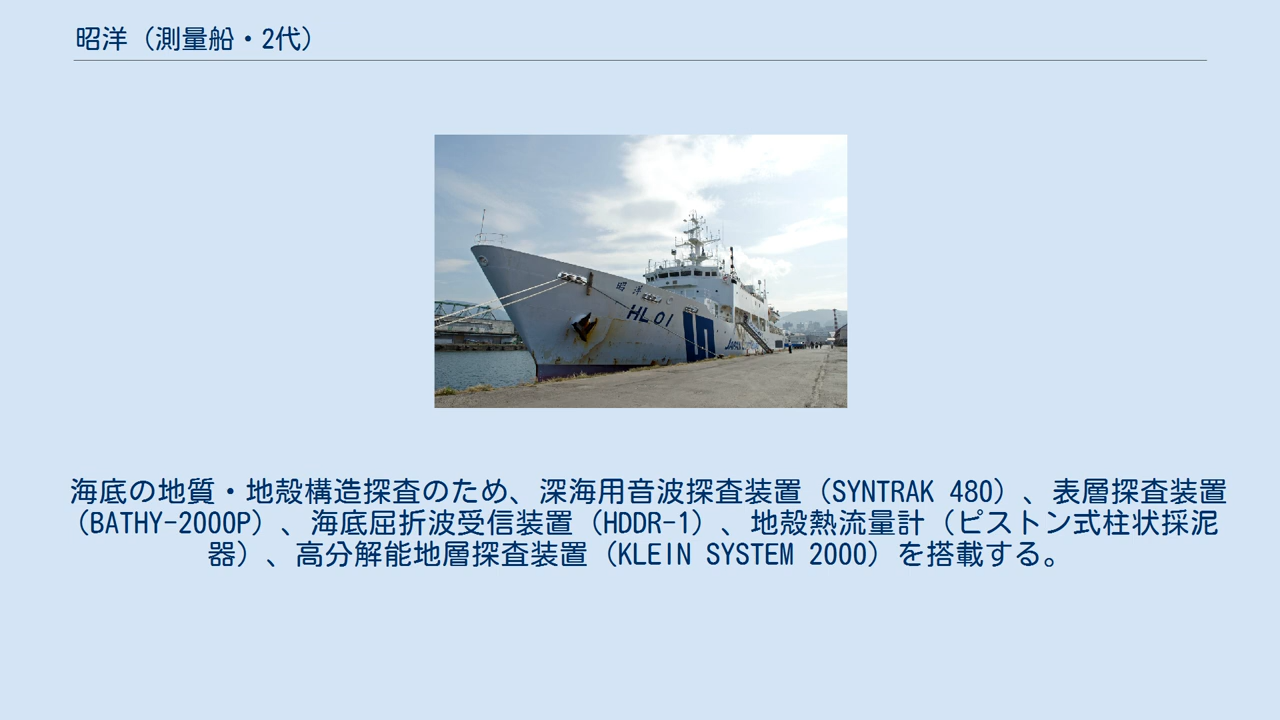 昭洋（測量船・2代）
昭洋
HL 01
JAPAN
海底の地質・地殻構造探査のため、深海用音波探査装置（SYNTRAK 480）、表層探査装置
（BATHY-2000P）、海底屈折波受信装置（HDDR-1）、地殻熱流量計（ピストン式柱状採泥
器）、高分解能地層探査装置（KLEIN SYSTEM 2000）を搭載する。